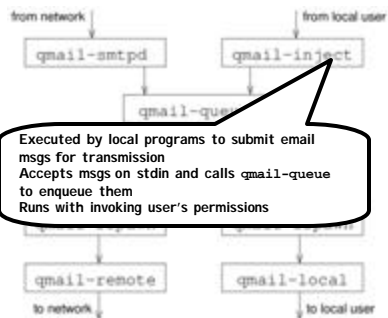 from network
from local user
qmail-smtpd
qmail-inject
Executed by local programs to submit email
msgs for transmission
Accepts msgs on stdin and calls qmail-queue
to enqueue them
Runs with invoking user's permissions
qmail-remote
qmail-local
to network
to local user